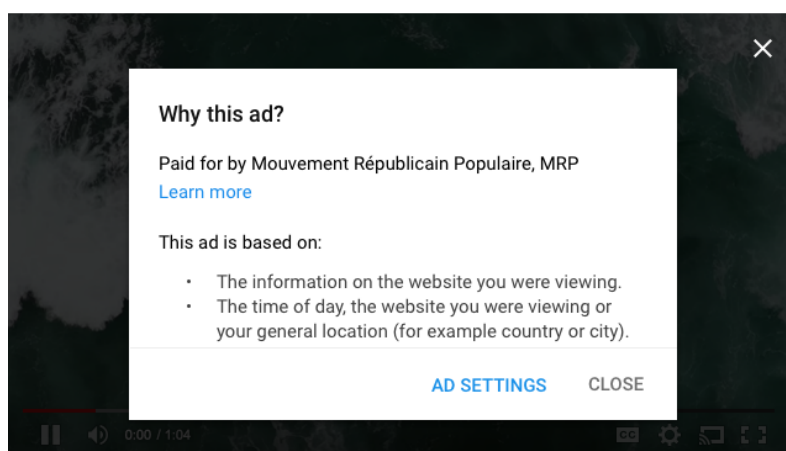 Why this ad?
Paid for by Mouvement Républicain Populaire, MRP
Learn more
This ad is based on:
· The information on the website you were viewing.
· The time of day, the website you were viewing or
your general location (for example country or city).
AD SETTINGS CLOSE
0:00 / 1:04 CC